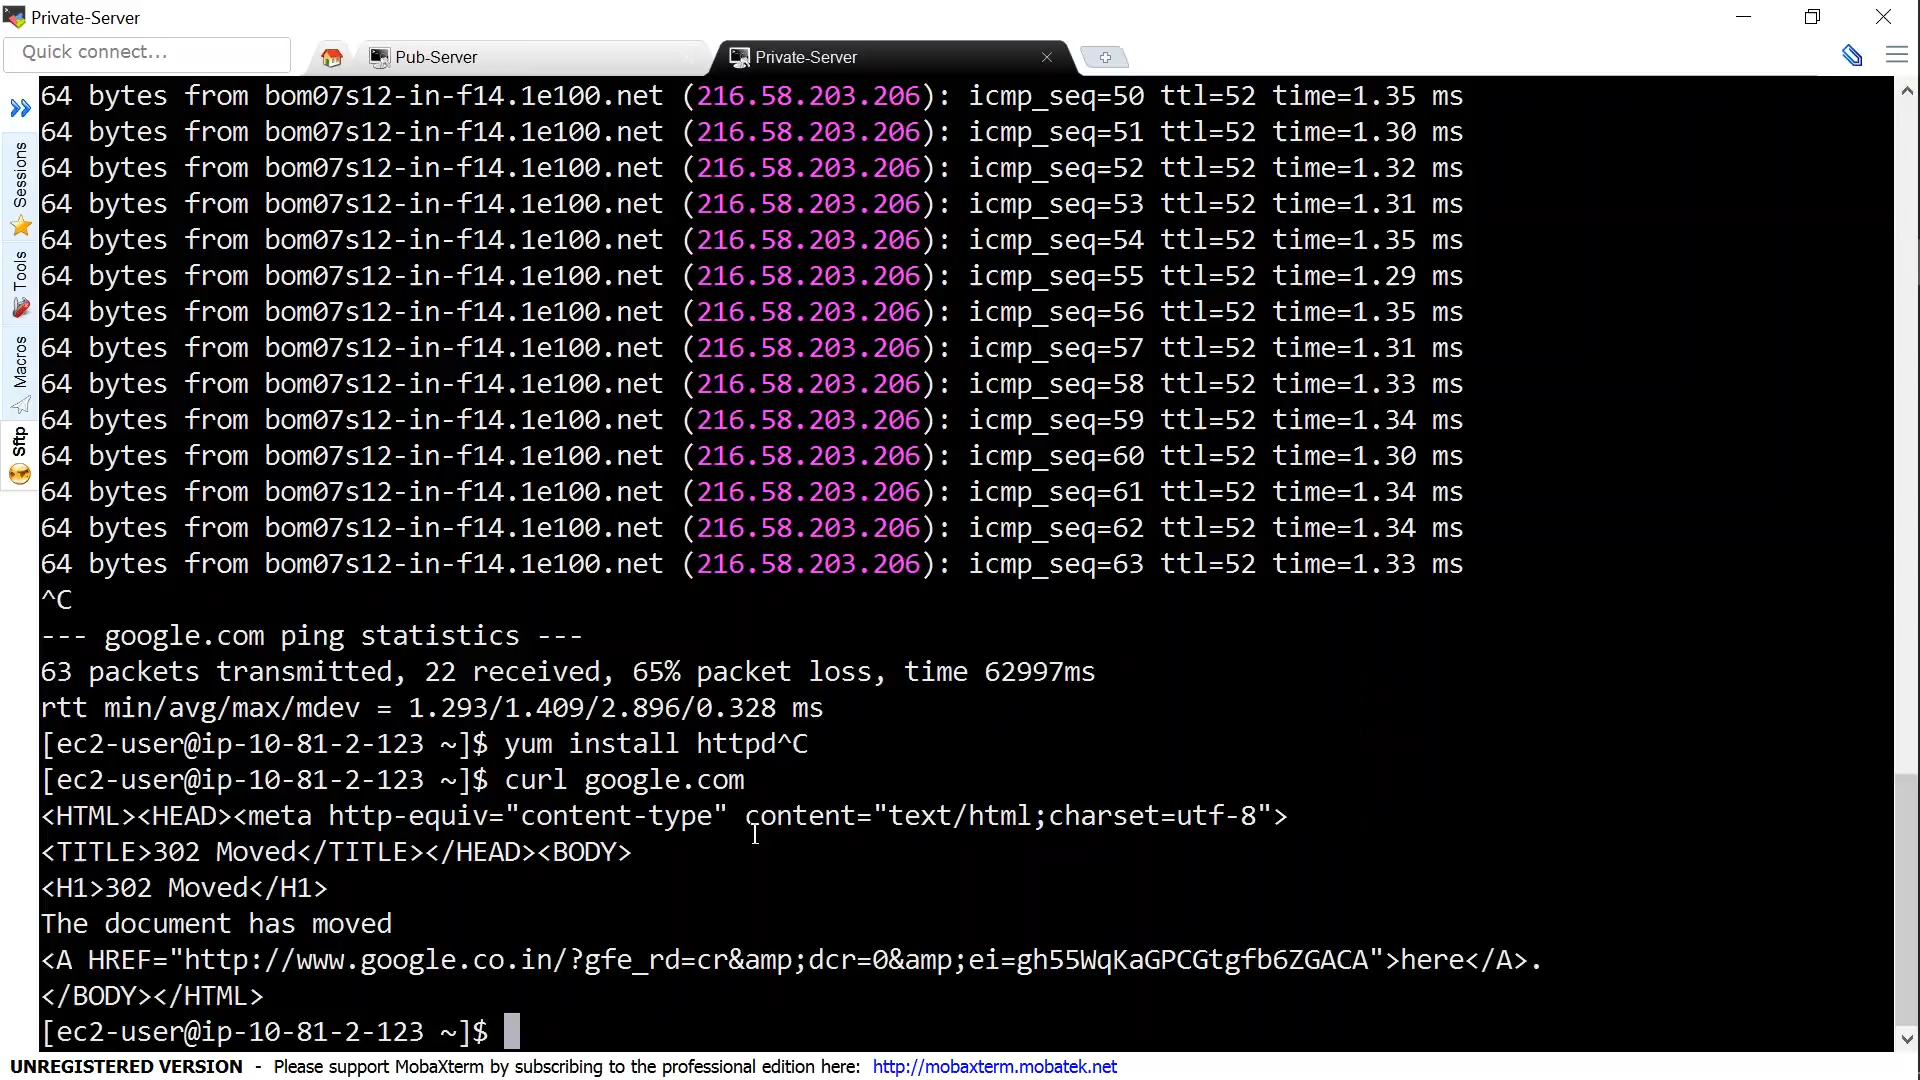 Private-Server
Quick connect...
Pub-Server
Private-Server
Sessions
Tools
Macros
Sftp
64 bytes from bom07s12-in-f14.1e100.net (216.58.203.206): icmp_seq=50 ttl=52 time=1.35 ms
64 bytes from bom07s12-in-f14.1e100.net (216.58.203.206): icmp_seq=51 ttl=52 time=1.30 ms
64 bytes from bom07s12-in-f14.1e100.net (216.58.203.206): icmp_seq=52 ttl=52 time=1.32 ms
64 bytes from bom07s12-in-f14.1e100.net (216.58.203.206): icmp_seq=53 ttl=52 time=1.31 ms
64 bytes from bom07s12-in-f14.1e100.net (216.58.203.206): icmp_seq=54 ttl=52 time=1.35 ms
64 bytes from bom07s12-in-f14.1e100.net (216.58.203.206): icmp_seq=55 ttl=52 time=1.29 ms
64 bytes from bom07s12-in-f14.1e100.net (216.58.203.206): icmp_seq=56 ttl=52 time=1.35 ms
64 bytes from bom07s12-in-f14.1e100.net (216.58.203.206): icmp_seq=57 ttl=52 time=1.31 ms
64 bytes from bom07s12-in-f14.1e100.net (216.58.203.206): icmp_seq=58 ttl=52 time=1.33 ms
64 bytes from bom07s12-in-f14.1e100.net (216.58.203.206): icmp_seq=59 ttl=52 time=1.34 ms
64 bytes from bom07s12-in-f14.1e100.net (216.58.203.206): icmp_seq=60 ttl=52 time=1.30 ms
64 bytes from bom07s12-in-f14.1e100.net (216.58.203.206): icmp_seq=61 ttl=52 time=1.34 ms
64 bytes from bom07s12-in-f14.1e100.net (216.58.203.206): icmp_seq=62 ttl=52 time=1.34 ms
64 bytes from bom07s12-in-f14.1e100.net (216.58.203.206): icmp_seq=63 ttl=52 time=1.33 ms
^C
--- google.com ping statistics ---
63 packets transmitted, 22 received, 65% packet loss, time 62997ms
rtt min/avg/max/mdev = 1.293/1.409/2.896/0.328 ms
[ec2-user@ip-10-81-2-123 ~]$ yum install httpd^C
[ec2-user@ip-10-81-2-123 ~]$ curl google.com
<HTML><HEAD><meta http-equiv="content-type" content="text/html;charset=utf-8">
<TITLE>302 Moved</TITLE></HEAD><BODY>
<H1>302 Moved</H1>
The document has moved
<A HREF="http://www.google.co.in/?gfe_rd=cr&amp;dcr=0&amp;ei=gh55WqKaGPCGtgfb6ZGACA">here</A>.
</BODY></HTML>
[ec2-user@ip-10-81-2-123 ~]$
UNREGISTERED VERSION - Please support MobaXterm by subscribing to the professional edition here: http://mobaxterm.mobatek.net